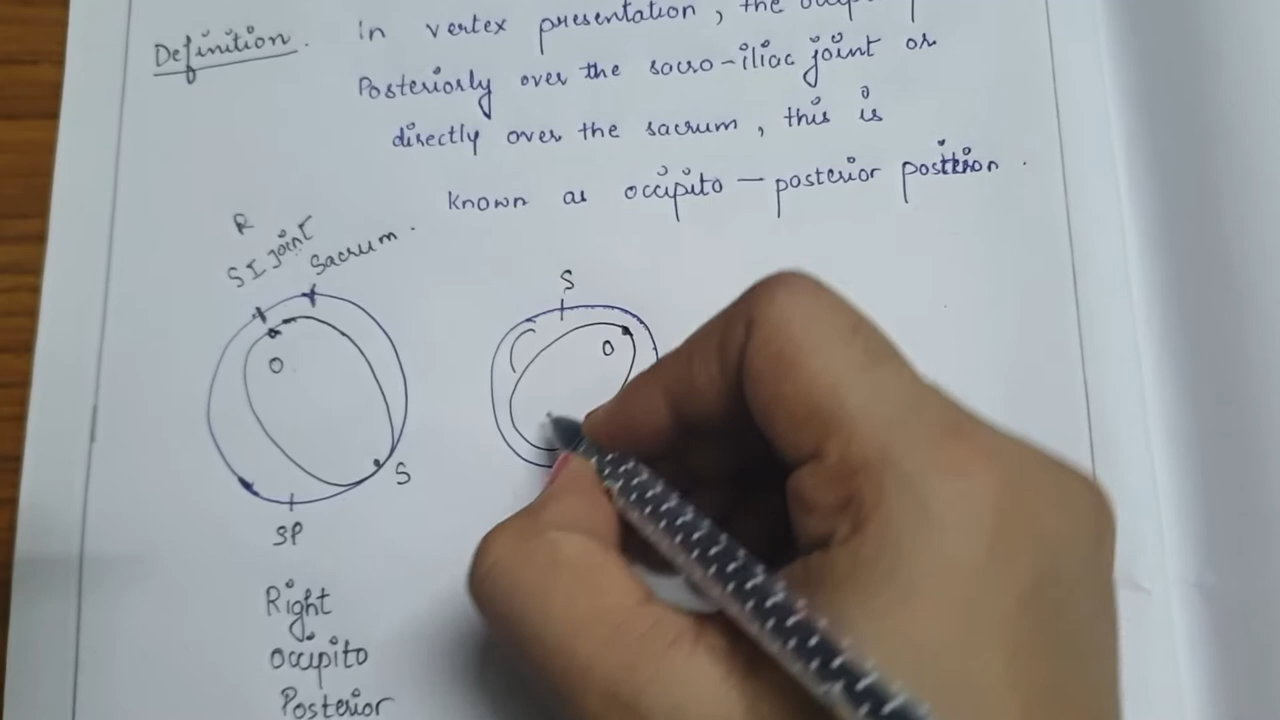 Definition. In vertex presentation, the
Posteriorly over the sacro-iliac joint or
directly over the sacrum, this is
known as occipito - posterior position.
R
SI joint
Sacrum.
S
O
O
S
SP
Right
Occipito
Posterior